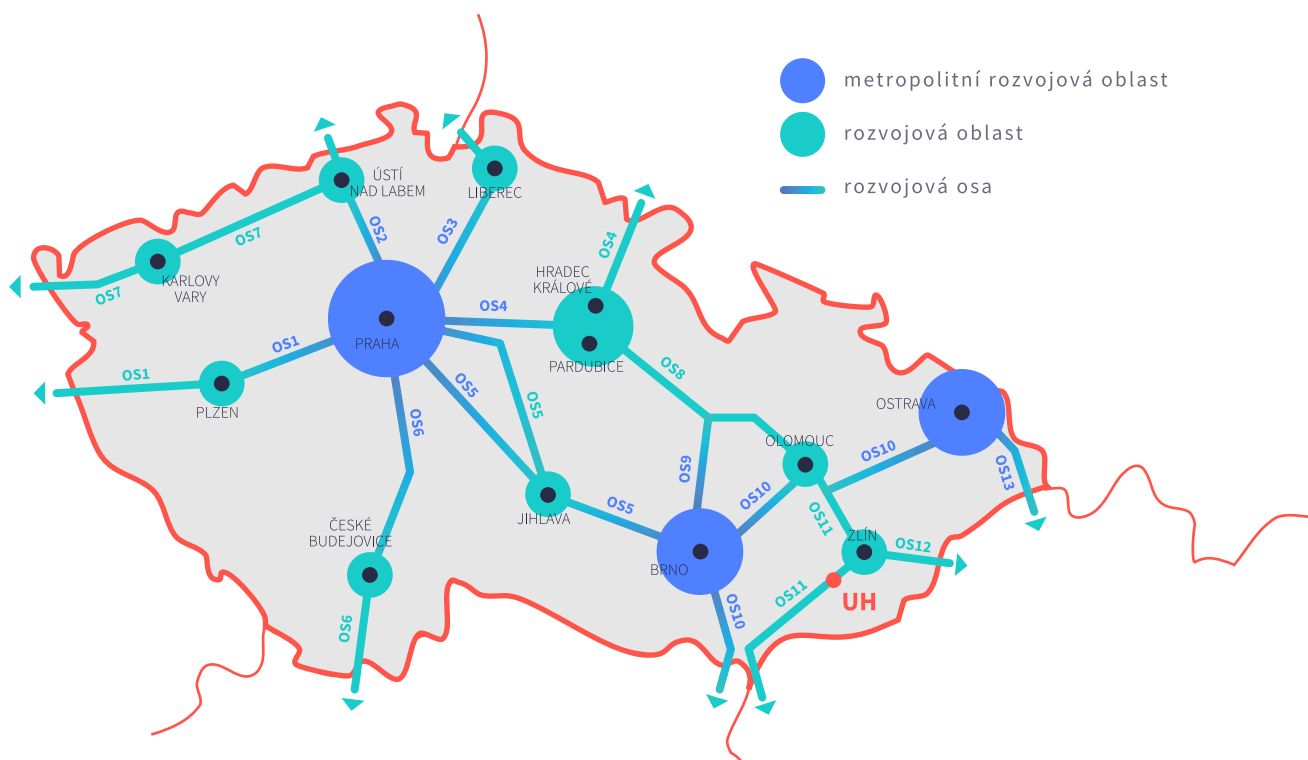 metropolitní rozvojová oblast
rozvojová oblast
rozvojová osa
ÚSTÍ
NAD LABEM
LIBEREC
OS2
OS3
OS7
OS4
KARLOVY
VARY
OS7
HRADEC
KRÁLOVÉ
OS4
OS1
PRAHA
PARDUBICE
OS8
OS1
OS5
OS5
PLZEN
OS6
OSTRAVA
OLOMOUC
OS10
OS13
OS9
OS10
OS5
JIHLAVA
OS11
ČESKÉ
BUDEJOVICE
ZLÍN
OS12
BRNO
OS11
UH
OS10
OS6